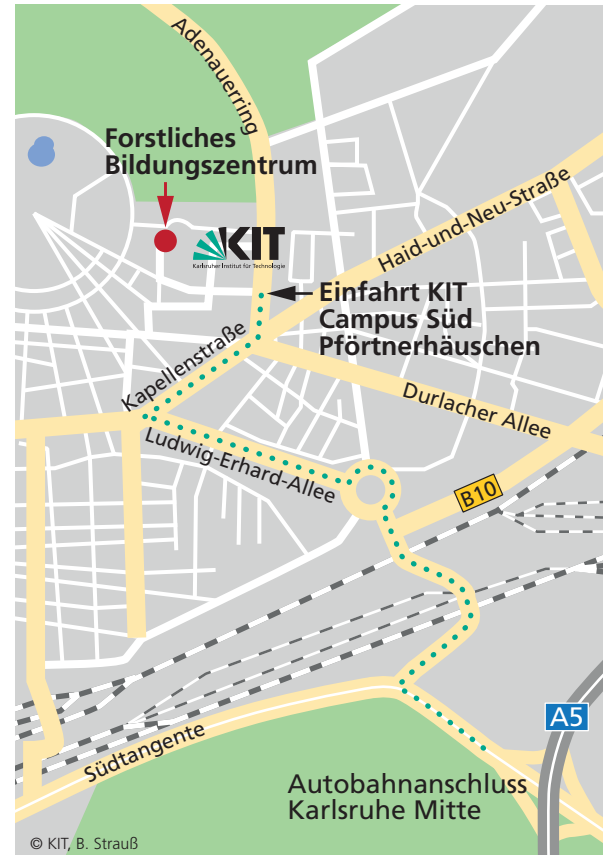 Adenauerring
Forstliches
Bildungszentrum
KIT
Karlsruher Institut für Technologie
Haid-und-Neu-Straße
Einfahrt KIT
Campus Süd
Pförtnerhäuschen
Kapellenstraße
Durlacher Allee
Ludwig-Erhard-Allee
B10
A5
Südtangente
Autobahnanschluss
Karlsruhe Mitte
© KIT, B. Strauß